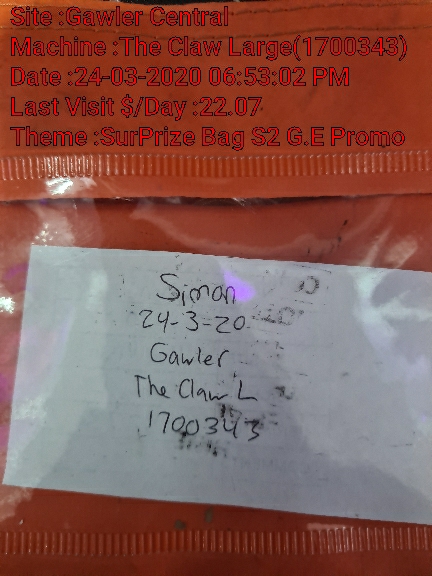 Site :Gawler Central
Machine :The Claw Large(1700343)
Date :24-03-2020 06:53:02 PM
Last Visit $/Day :22.07
Theme :SurPrize Bag S2 G.E Promo
Simon
24-3-20
Gawler
The Claw L
1700343